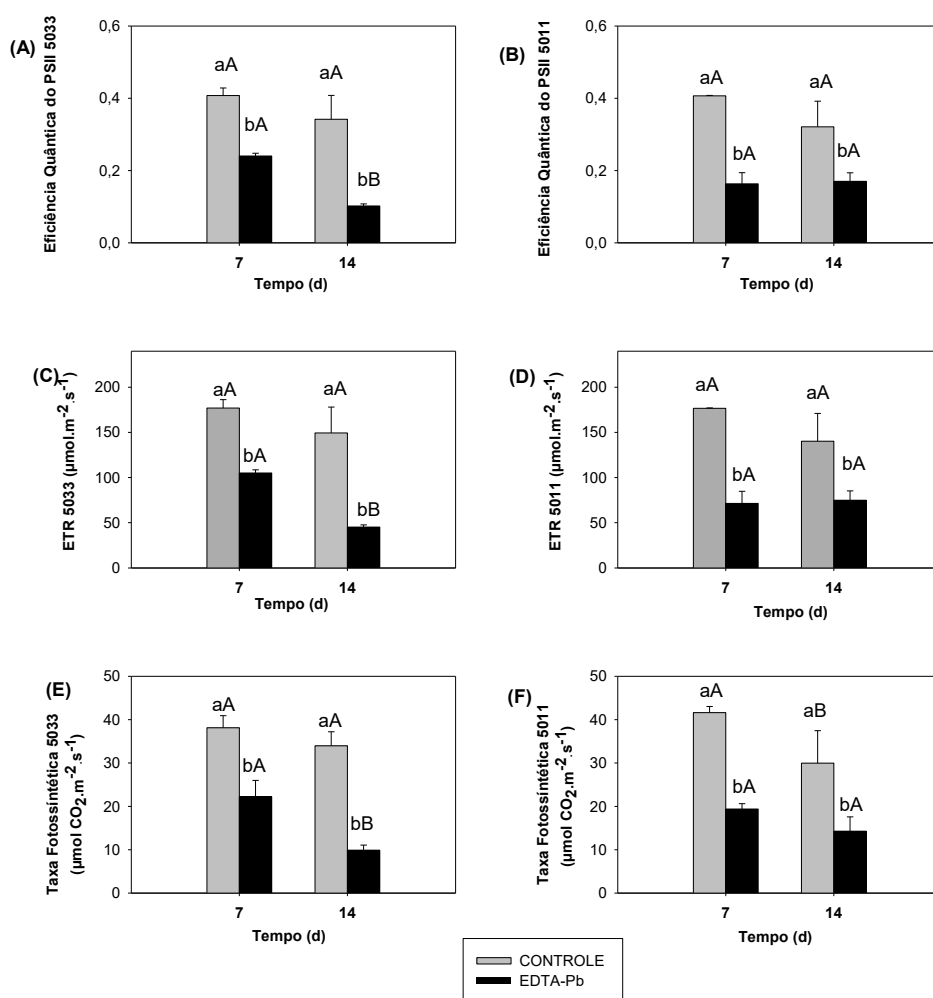 (A)
Eficiência Quântica do PSII 5033
0,6
0,4
0,2
0,0
aA
bA
aA
bB
7
14
Tempo (d)
(B)
Eficiência Quântica do PSII 5011
0,6
0,4
0,2
0,0
aA
bA
aA
bA
7
14
Tempo (d)
(C)
ETR 5033 (µmol.m-2.s-1)
200
150
100
50
0
aA
bA
aA
bB
7
14
Tempo (d)
(D)
ETR 5011 (µmol.m-2.s-1)
200
150
100
50
0
aA
bA
aA
bA
7
14
Tempo (d)
(E)
Taxa Fotossintética 5033
(µmol CO2.m-2.s-1)
50
40
30
20
10
0
aA
bA
aA
bB
7
14
Tempo (d)
(F)
Taxa Fotossintética 5011
(µmol CO2.m-2.s-1)
50
40
30
20
10
0
aA
bA
aB
bA
7
14
Tempo (d)
CONTROLE
EDTA-Pb